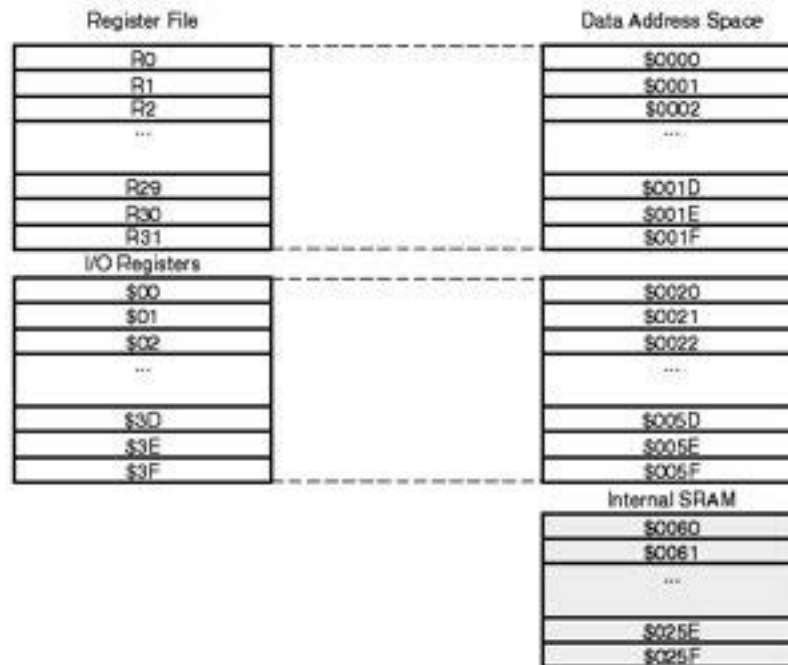 Register File
Data Address Space
R0
$0000
R1
$0001
R2
$0002
...
...
R29
$001D
R30
$001E
R31
$001F
I/O Registers
$00
$0020
$01
$0021
$02
$0022
...
...
$3D
$005D
$3E
$005E
$3F
$005F
Internal SRAM
$0060
$0061
...
$025E
$025F